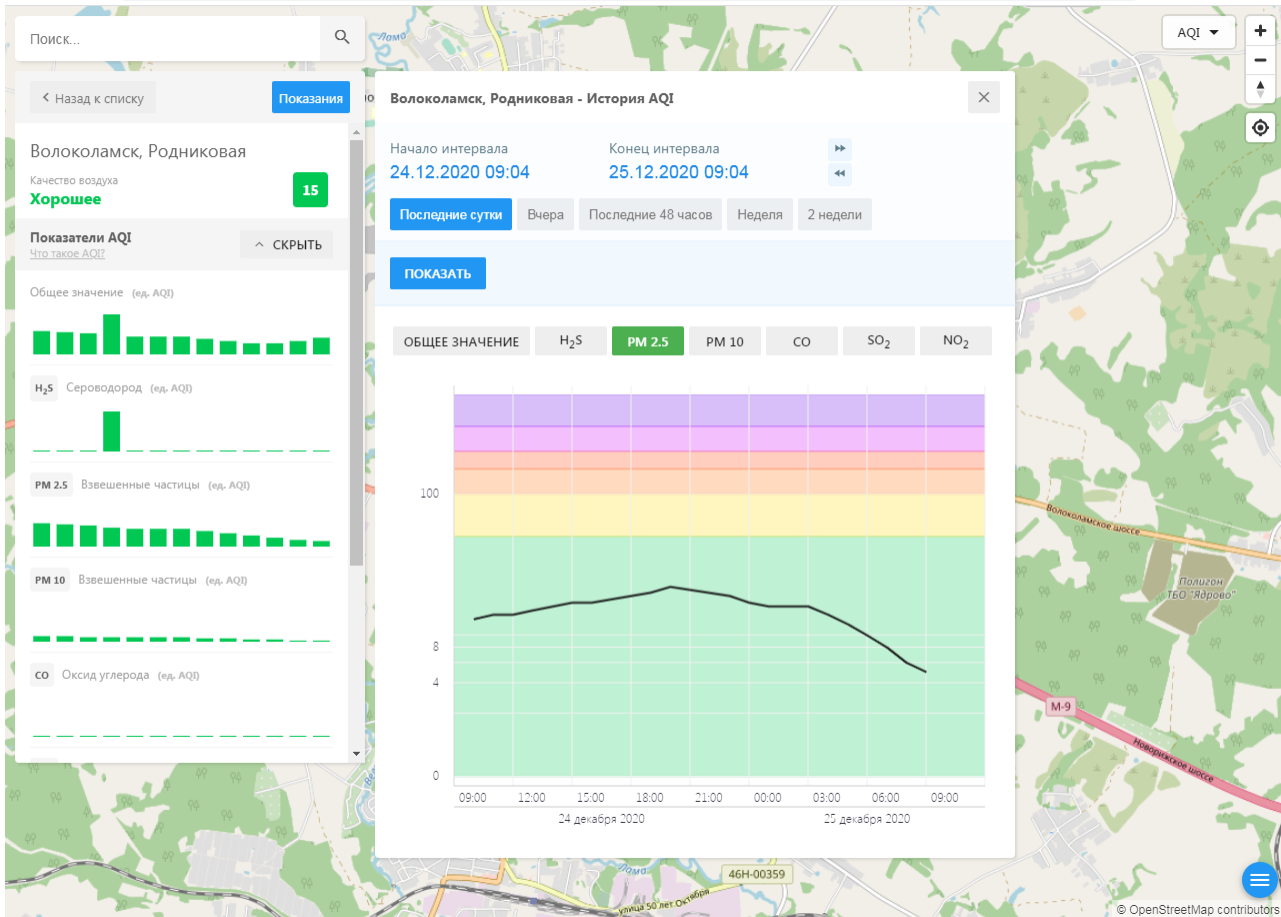 Поиск...
AQI
Назад к списку
Показания
Волоколамск, Родниковая
Качество воздуха
Хорошее
15
Показатели AQI
Что такое AQI?
СКРЫТЬ
Общее значение (ед. AQI)
H2S Сероводород (ед. AQI)
PM 2.5 Взвешенные частицы (ед. AQI)
PM 10 Взвешенные частицы (ед. AQI)
CO Оксид углерода (ед. AQI)
Волоколамск, Родниковая - История AQI
Начало интервала
Конец интервала
24.12.2020 09:04
25.12.2020 09:04
Последние сутки
Вчера
Последние 48 часов
Неделя
2 недели
ПОКАЗАТЬ
ОБЩЕЕ ЗНАЧЕНИЕ
H2S
PM 2.5
PM 10
CO
SO2
NO2
100
8
4
0
09:00 12:00 15:00 18:00 21:00 00:00 03:00 06:00 09:00
24 декабря 2020 25 декабря 2020
Лома
Волоколамское шоссе
Полигон
ТБО "Ядрово"
М-9
Новорижское шоссе
46Н-00359
Лома
улица 50 лет Октября
© OpenStreetMap contributors